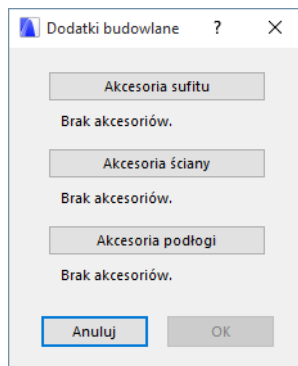 Dodatki budowlane ?
Akcesoria sufitu
Brak akcesoriów.
Akcesoria ściany
Brak akcesoriów.
Akcesoria podłogi
Brak akcesoriów.
Anuluj OK